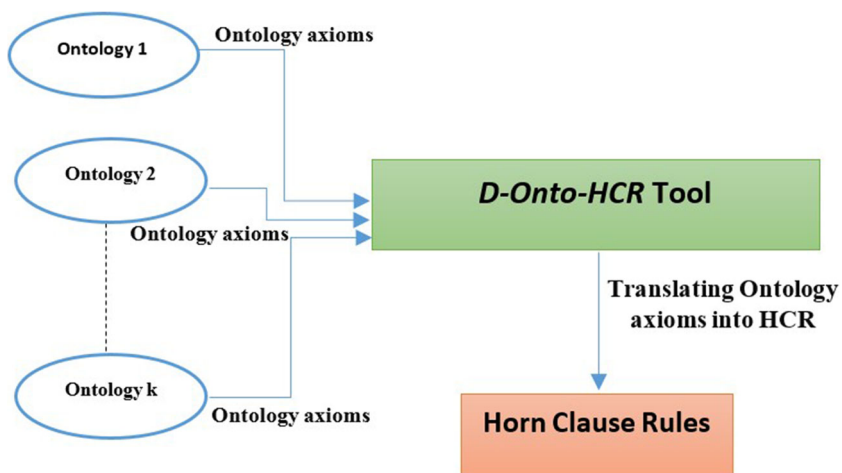 Ontology 1
Ontology axioms
Ontology 2
D-Onto-HCR Tool
Ontology axioms
Translating Ontology
axioms into HCR
Ontology k
Ontology axioms
Horn Clause Rules